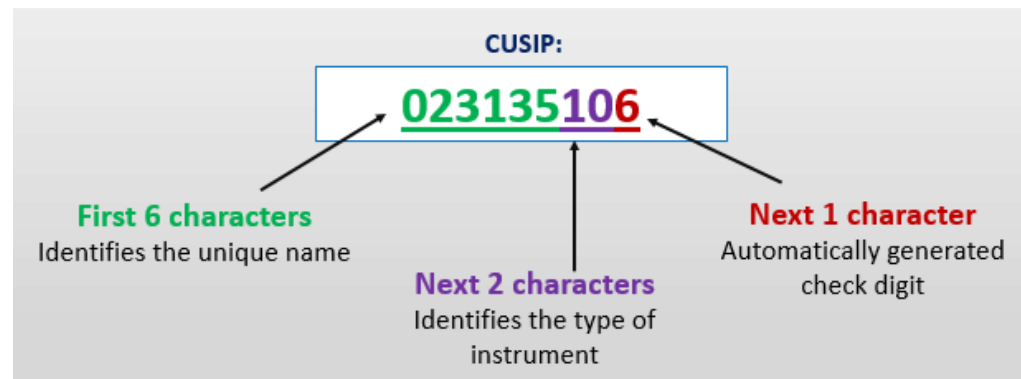 CUSIP:
023135106
First 6 characters
Identifies the unique name
Next 2 characters
Identifies the type of
instrument
Next 1 character
Automatically generated
check digit